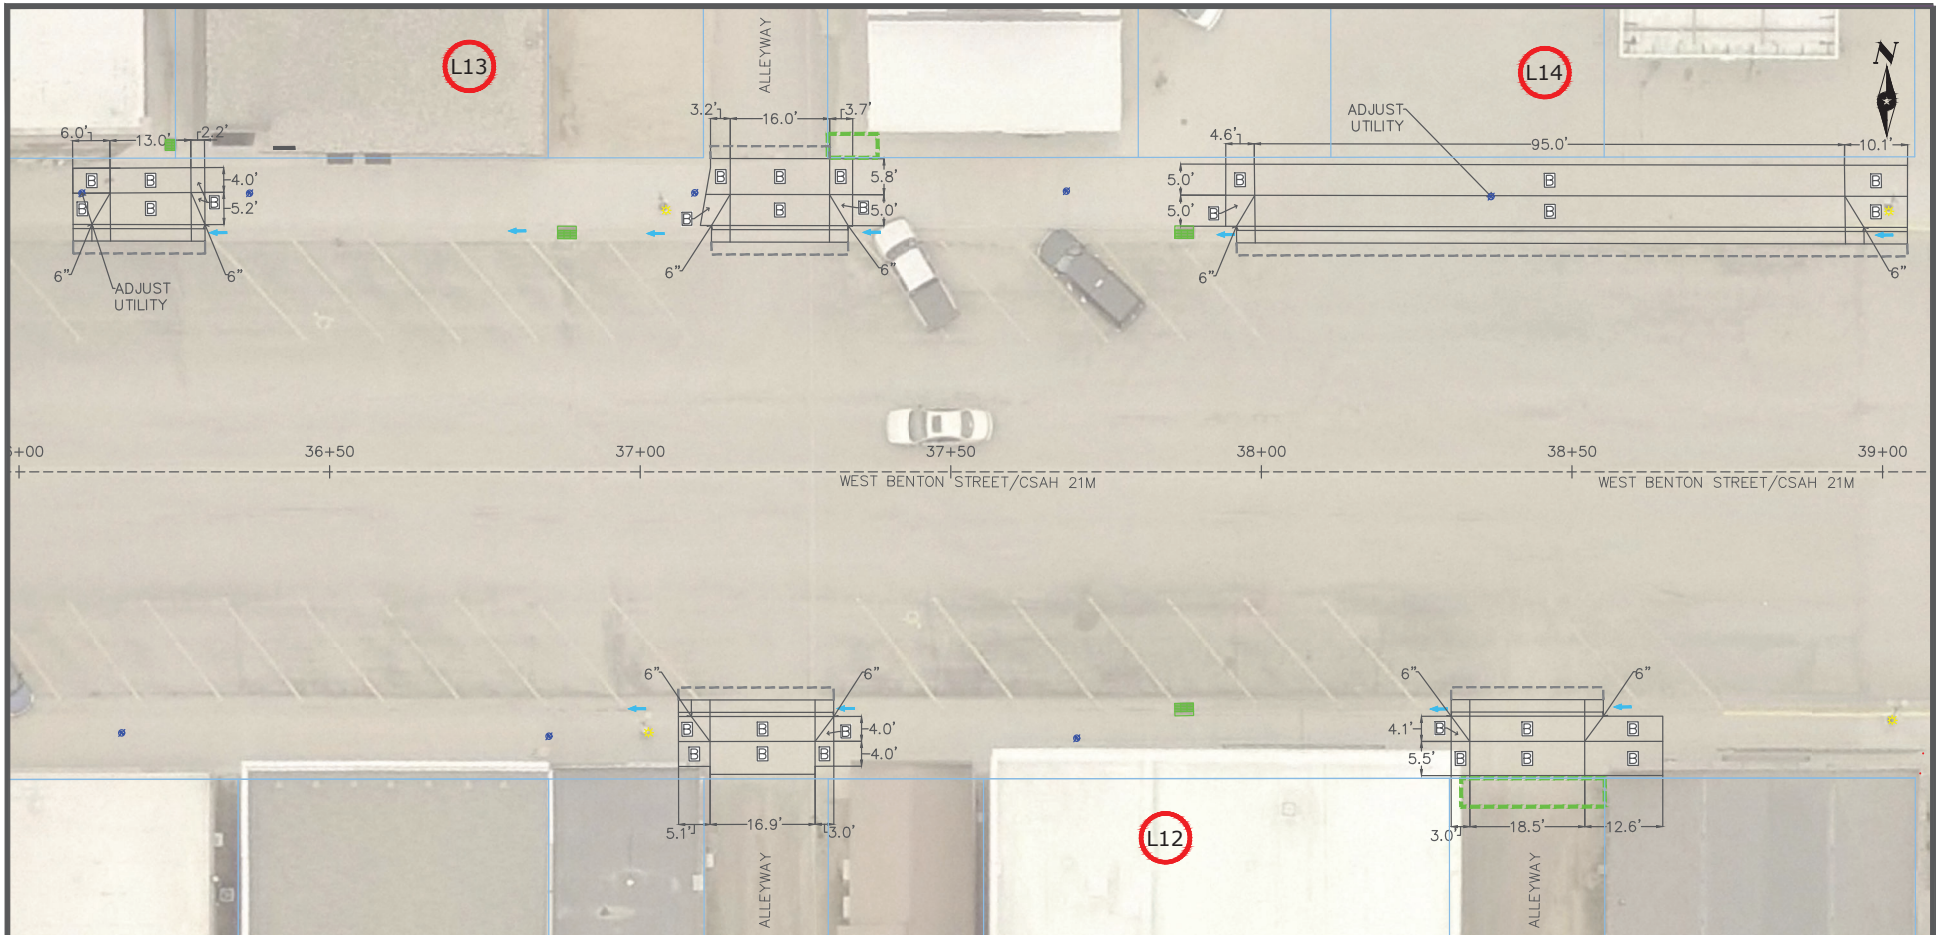 L13
ALLEYWAY
L14
N
3.2'
16.0'
3.7'
ADJUST
UTILITY
6.0'
13.0'
2.2'
4.6'
95.0'
10.1'
B
B
4.0'
B
B
B
5.8'
5.0'
B
B
B
B
B
B
5.2'
B
B
B
5.0'
B
5.0'
B
B
B
6"
6"
6"
6"
6"
6"
ADJUST
UTILITY
5+00
36+50
37+00
37+50
38+00
38+50
39+00
WEST BENTON STREET/CSAH 21M
WEST BENTON STREET/CSAH 21M
6"
6"
6"
6"
B
B
B
4.0'
4.1'
B
B
B
B
B
B
4.0'
5.5'
B
B
B
5.1'
16.9'
3.0'
L12
3.0'
18.5'
12.6'
ALLEYWAY
ALLEYWAY